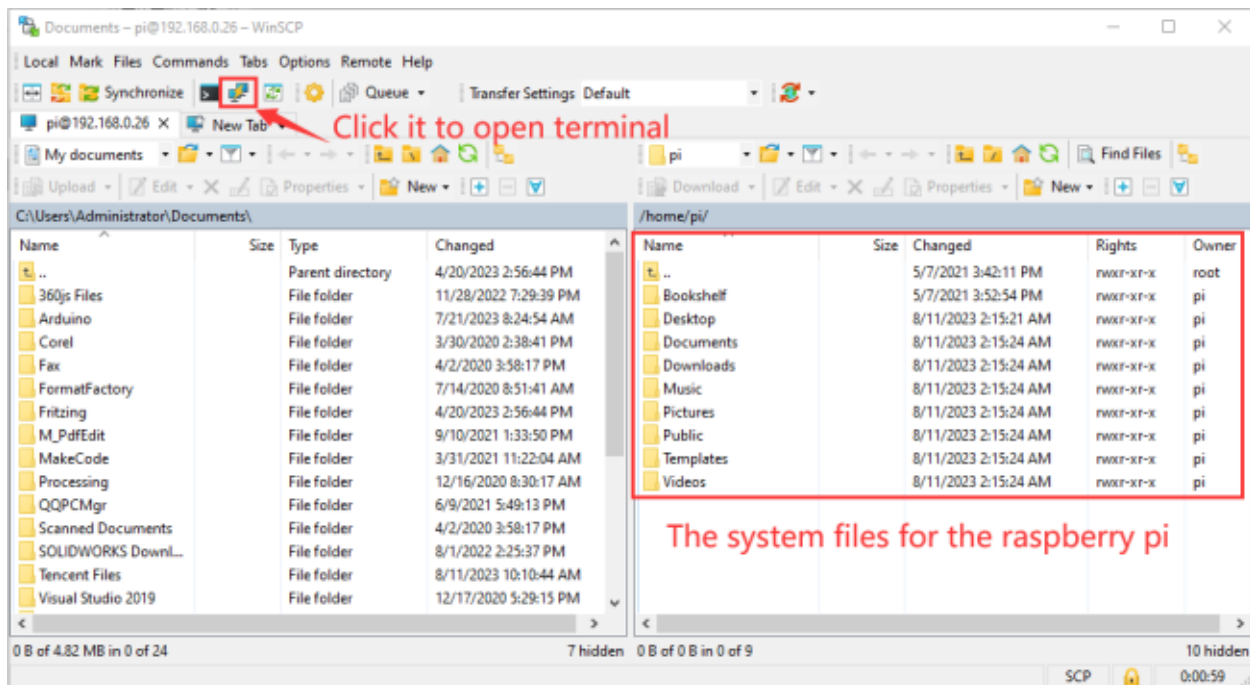 Documents – pi@192.168.0.26 – WinSCP
Local Mark Files Commands Tabs Options Remote Help
Synchronize Queue Transfer Settings Default
pi@192.168.0.26 New Tab
Click it to open terminal
My documents pi Find Files
Upload Edit Properties New Download Edit Properties New
C:\Users\Administrator\Documents\ /home/pi/
Name Size Type Changed Name Size Changed Rights Owner
.. Parent directory 4/20/2023 2:56:44 PM .. 5/7/2021 3:42:11 PM rwxr-xr-x root
360js Files File folder 11/28/2022 7:29:39 PM Bookshelf 5/7/2021 3:52:54 PM rwxr-xr-x pi
Arduino File folder 7/21/2023 8:24:54 AM Desktop 8/11/2023 2:15:21 AM rwxr-xr-x pi
Corel File folder 3/30/2020 2:38:41 PM Documents 8/11/2023 2:15:24 AM rwxr-xr-x pi
Fax File folder 4/2/2020 3:58:17 PM Downloads 8/11/2023 2:15:24 AM rwxr-xr-x pi
FormatFactory File folder 7/14/2020 8:51:41 AM Music 8/11/2023 2:15:24 AM rwxr-xr-x pi
Fritzing File folder 4/20/2023 2:56:44 PM Pictures 8/11/2023 2:15:24 AM rwxr-xr-x pi
M_PdfEdit File folder 9/10/2021 1:33:50 PM Public 8/11/2023 2:15:24 AM rwxr-xr-x pi
MakeCode File folder 3/31/2021 11:22:04 AM Templates 8/11/2023 2:15:24 AM rwxr-xr-x pi
Processing File folder 12/16/2020 8:30:17 AM Videos 8/11/2023 2:15:24 AM rwxr-xr-x pi
QQPCMgr File folder 6/9/2021 5:49:13 PM
Scanned Documents File folder 4/2/2020 3:58:17 PM
SOLIDWORKS Downl... File folder 8/1/2022 2:25:37 PM
The system files for the raspberry pi
Tencent Files File folder 8/11/2023 10:10:44 AM
Visual Studio 2019 File folder 12/17/2020 5:29:15 PM
0 B of 4.82 MB in 0 of 24 7 hidden 0 B of 0 B in 0 of 9 10 hidden
SCP 0:00:59